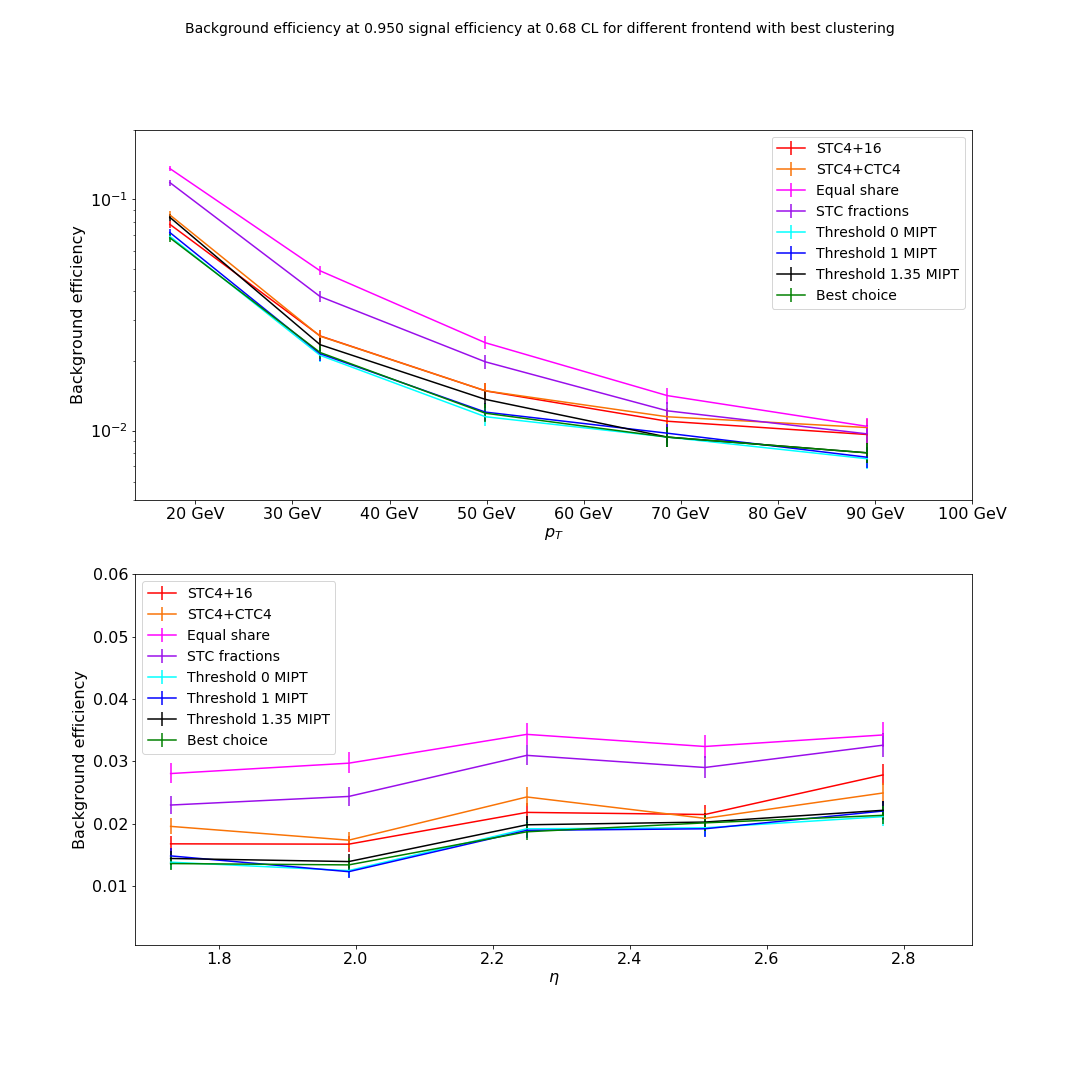 Background efficiency at 0.950 signal efficiency at 0.68 CL for different frontend with best clustering
Background efficiency
10⁻¹
10⁻²
STC4+16
STC4+CTC4
Equal share
STC fractions
Threshold 0 MIPT
Threshold 1 MIPT
Threshold 1.35 MIPT
Best choice
20 GeV 30 GeV 40 GeV 50 GeV 60 GeV 70 GeV 80 GeV 90 GeV 100 GeV
p_T
Background efficiency
0.06
0.05
0.04
0.03
0.02
0.01
STC4+16
STC4+CTC4
Equal share
STC fractions
Threshold 0 MIPT
Threshold 1 MIPT
Threshold 1.35 MIPT
Best choice
1.8 2.0 2.2 2.4 2.6 2.8
η